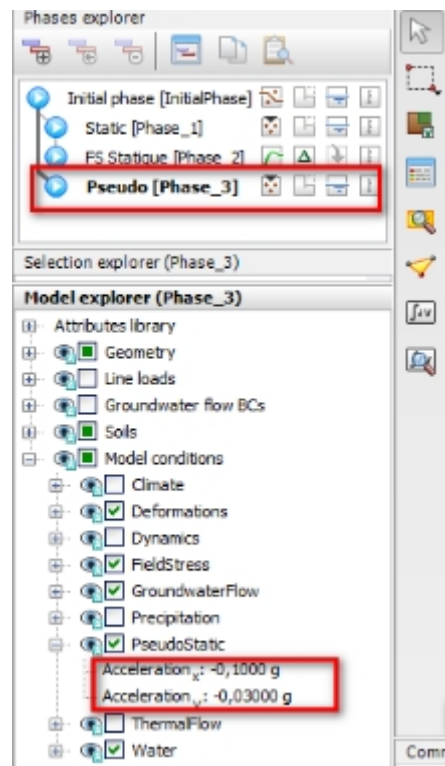 Phases explorer
Initial phase [InitialPhase]
Static [Phase_1]
FS Statique [Phase_2]
Pseudo [Phase_3]
Selection explorer (Phase_3)
Model explorer (Phase_3)
Attributes library
Geometry
Line loads
Groundwater flow BCs
Soils
Model conditions
Climate
Deformations
Dynamics
FieldStress
GroundwaterFlow
Precipitation
PseudoStatic
Acceleration x: -0,1000 g
Acceleration y: -0,03000 g
ThermalFlow
Water
Comm